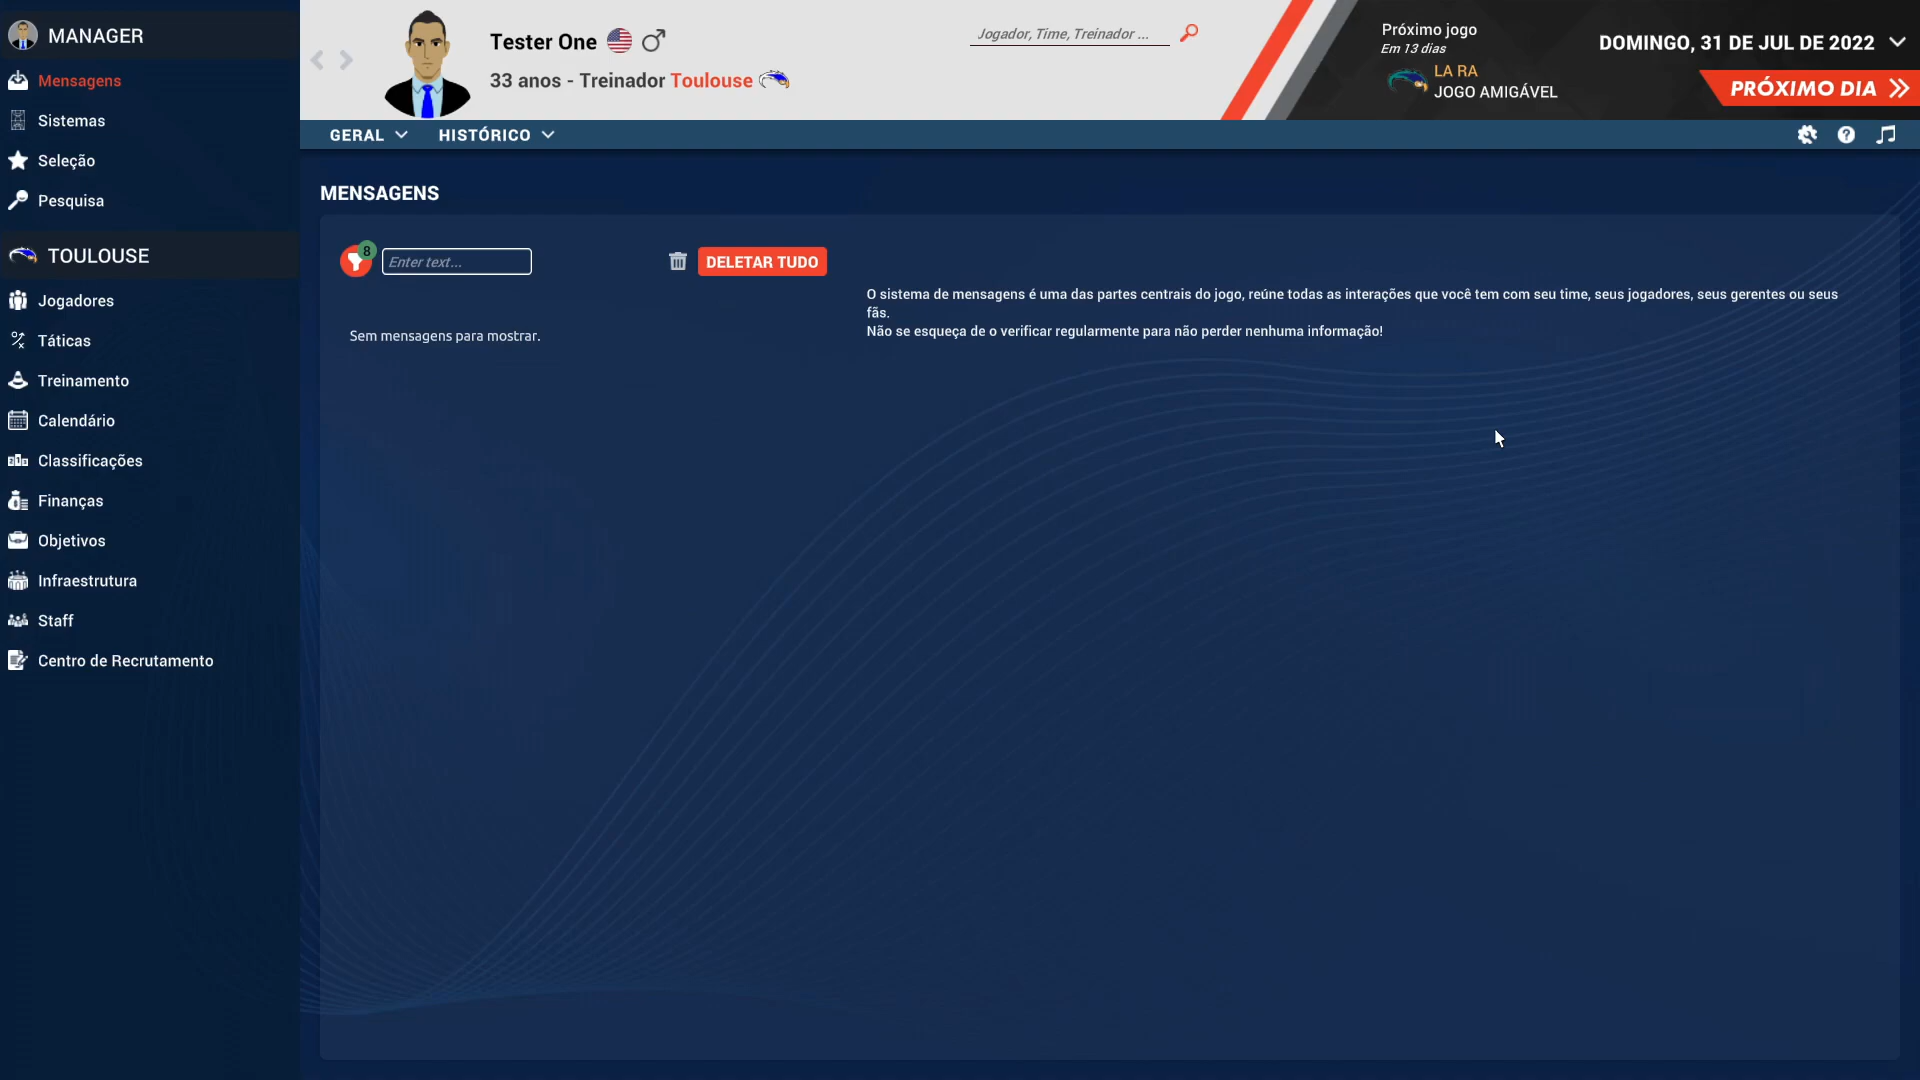 MANAGER
Mensagens
Sistemas
Seleção
Pesquisa
TOULOUSE
Jogadores
Táticas
Treinamento
Calendário
Classificações
Finanças
Objetivos
Infraestrutura
Staff
Centro de Recrutamento
Tester One
33 anos - Treinador Toulouse
Jogador, Time, Treinador ...
Próximo jogo
Em 13 dias
LA RA
JOGO AMIGÁVEL
DOMINGO, 31 DE JUL DE 2022
PRÓXIMO DIA
GERAL
HISTÓRICO
MENSAGENS
8
Enter text...
DELETAR TUDO
Sem mensagens para mostrar.
O sistema de mensagens é uma das partes centrais do jogo, reúne todas as interações que você tem com seu time, seus jogadores, seus gerentes ou seus
fãs.
Não se esqueça de o verificar regularmente para não perder nenhuma informação!